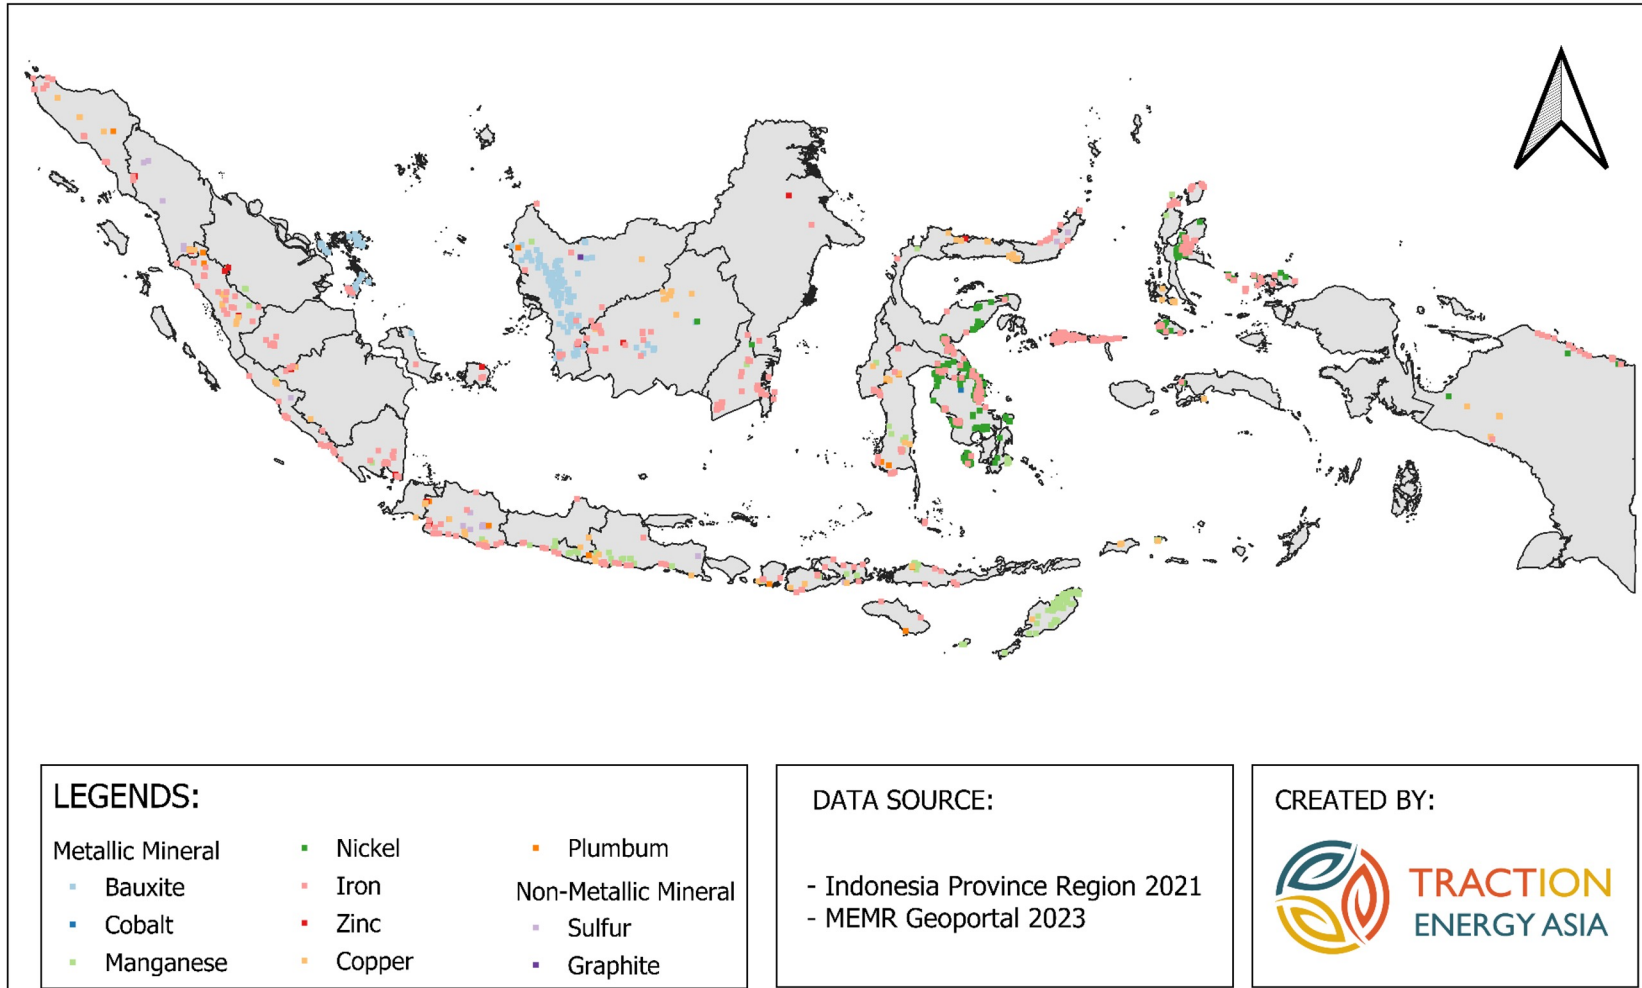 LEGENDS:
Metallic Mineral
Bauxite
Cobalt
Manganese
Nickel
Iron
Zinc
Copper
Plumbum
Non-Metallic Mineral
Sulfur
Graphite
DATA SOURCE:
- Indonesia Province Region 2021
- MEMR Geoportal 2023
CREATED BY:
TRACTION
ENERGY ASIA